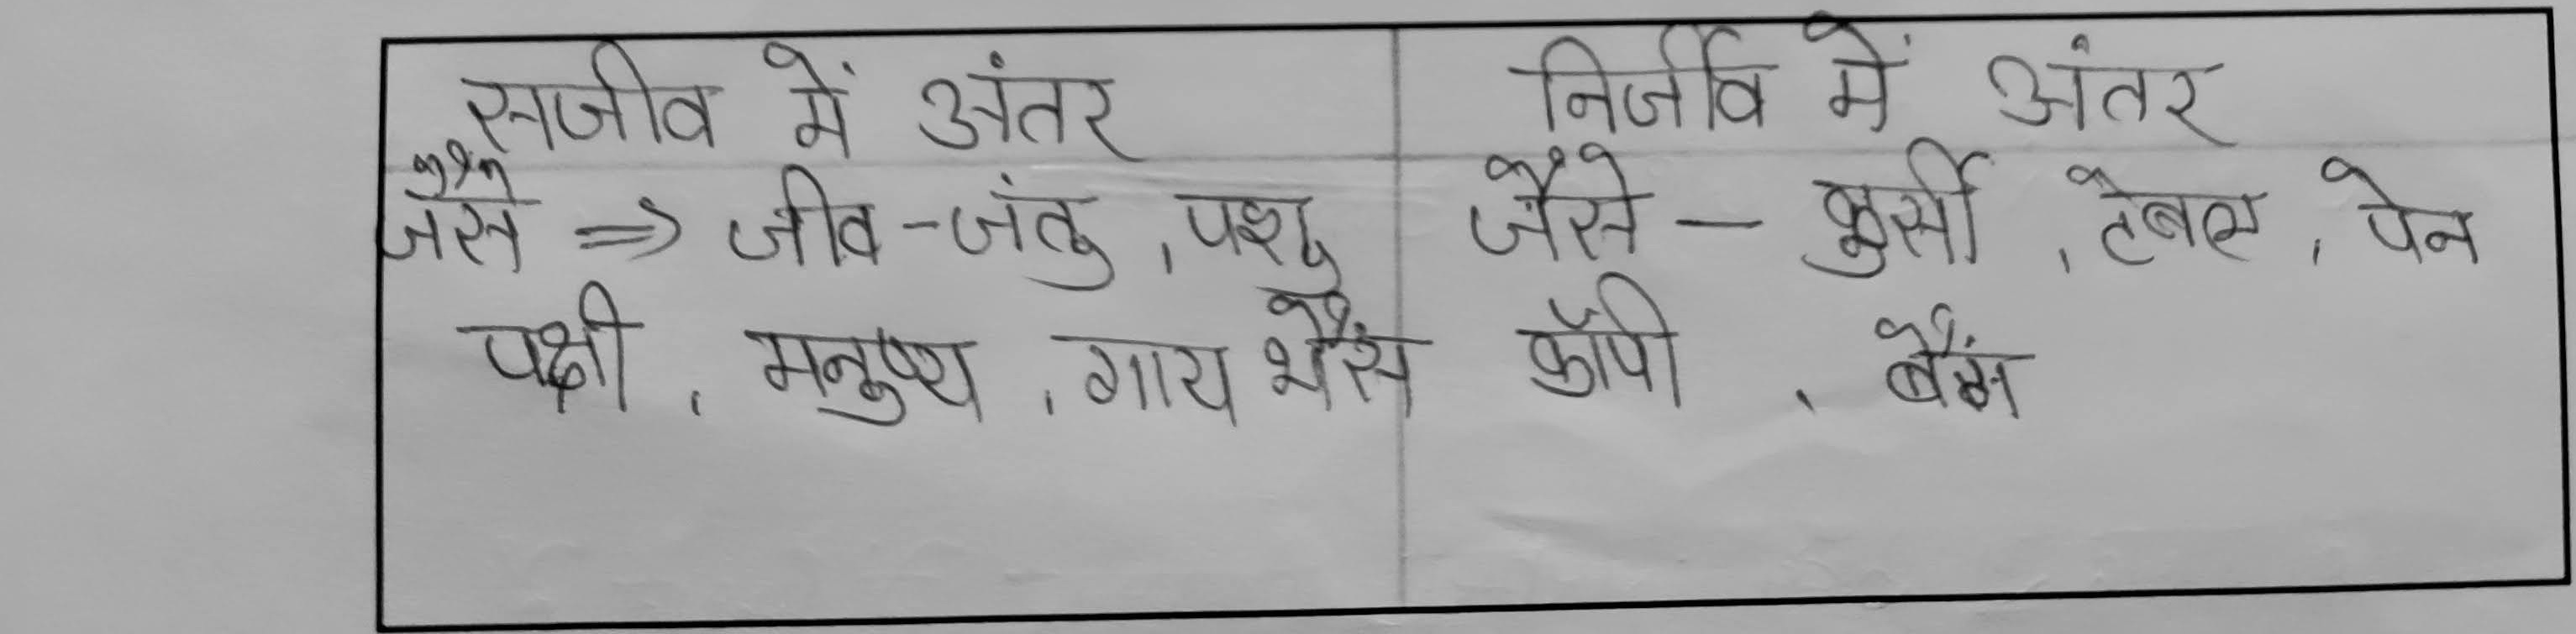 सजीव में अंतर
जैसे ⇒ जीव-जंतु, पशु
पक्षी, मनुष्य, गाय भैंस
निर्जीव में अंतर
जैसे – कुर्सी, टेबल, पेन
कॉपी, बैंग